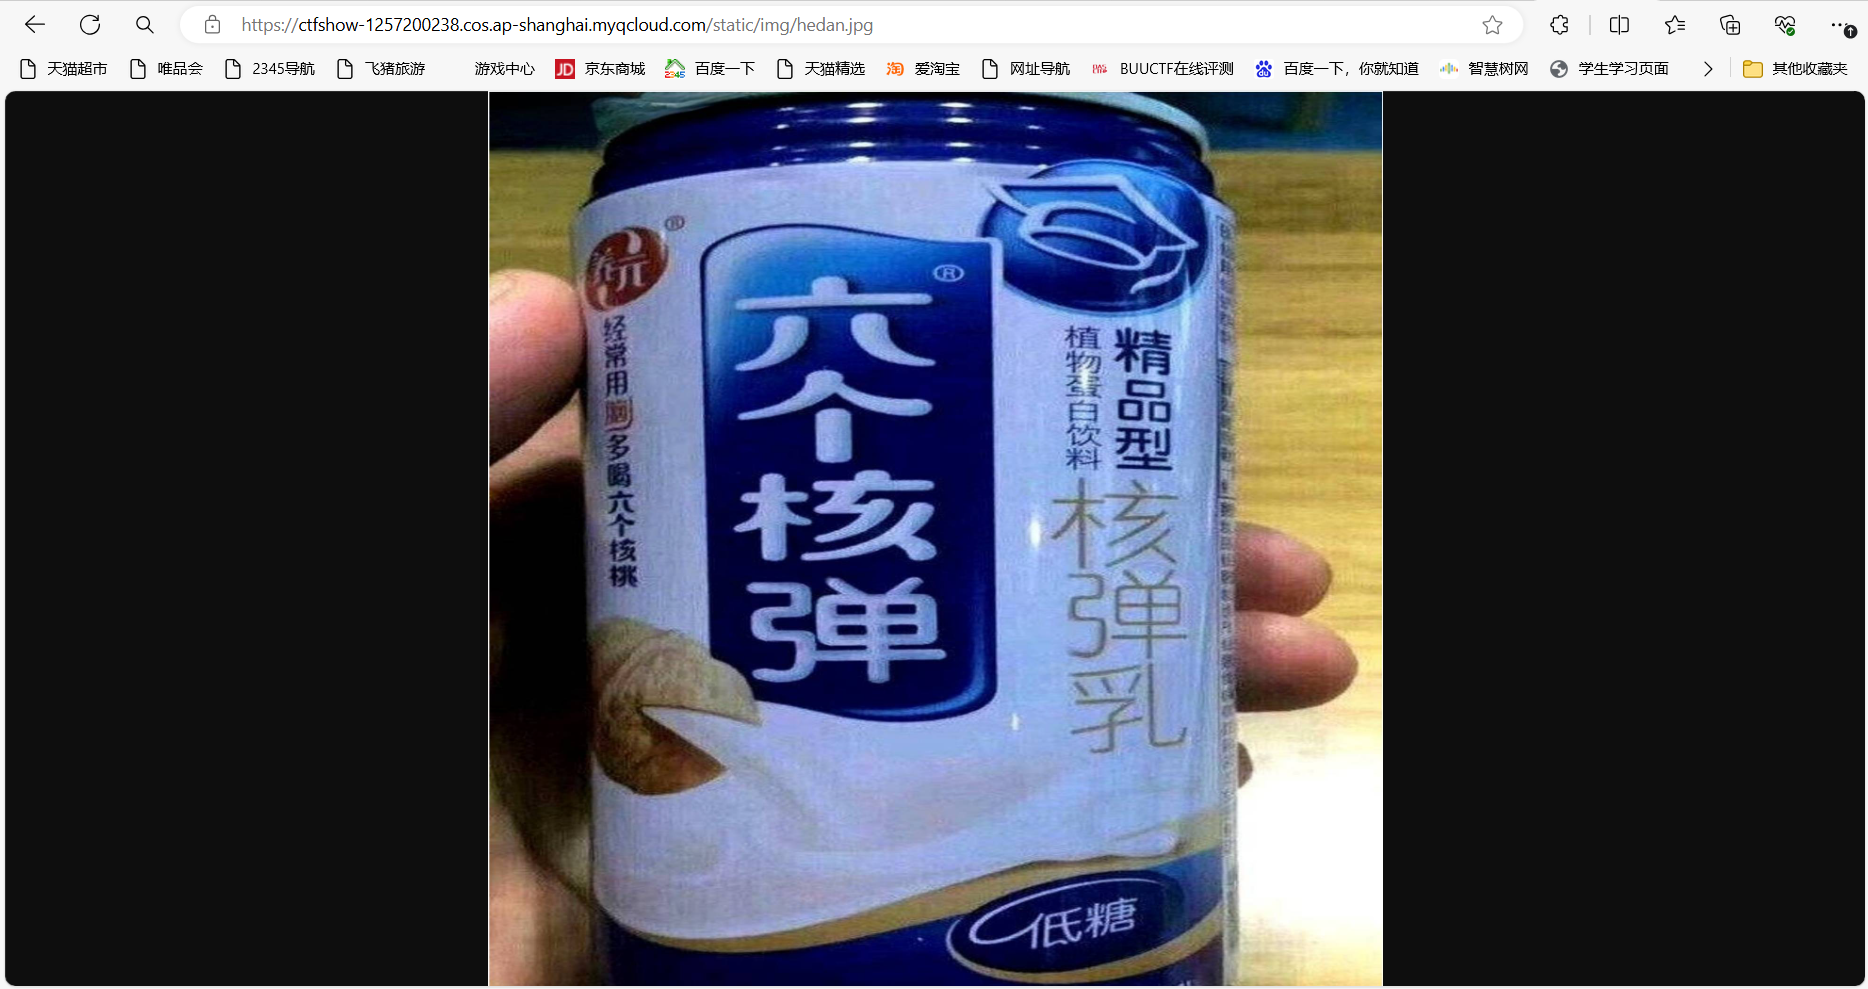 https://ctfshow-1257200238.cos.ap-shanghai.myqcloud.com/static/img/hedan.jpg
天猫超市
唯品会
2345导航
飞猪旅游
游戏中心
JD 京东商城
2345 百度一下
天猫精选
淘 爱淘宝
网址导航
BUUCTF在线评测
百度一下，你就知道
智慧树网
学生学习页面
其他收藏夹
养元®
经常用脑多喝六个核桃
六个核弹®
精品型
植物蛋白饮料
核弹乳
低糖